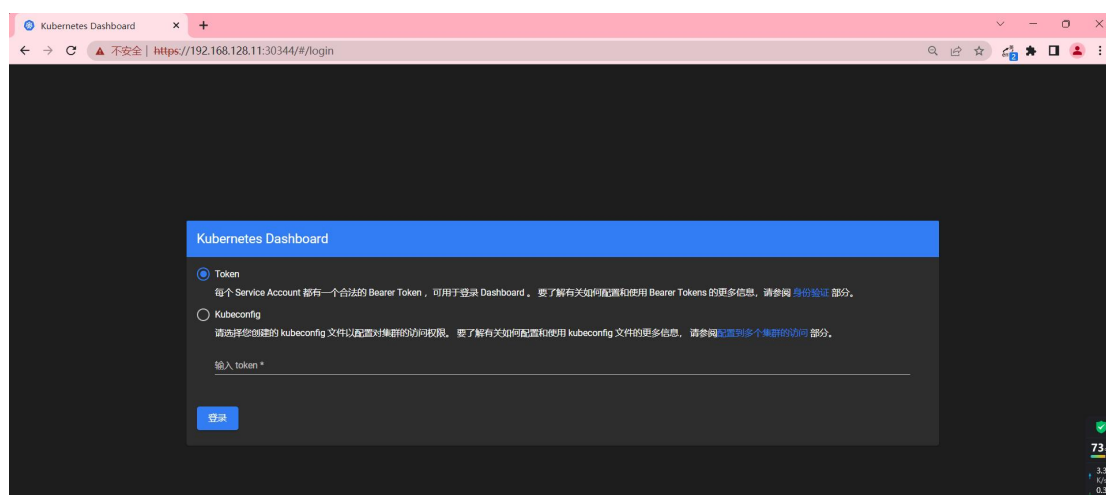 Kubernetes Dashboard
不安全 | https://192.168.128.11:30344/#/login
2
Kubernetes Dashboard
Token
每个 Service Account 都有一个合法的 Bearer Token ，可用于登录 Dashboard 。 要了解有关如何配置和使用 Bearer Tokens 的更多信息，请参阅 身份验证 部分。
Kubeconfig
请选择您创建的 kubeconfig 文件以配置对集群的访问权限。 要了解有关如何配置和使用 kubeconfig 文件的更多信息， 请参阅配置到多个集群的访问 部分。
输入 token *
登录
73
3.3
K/s
0.3